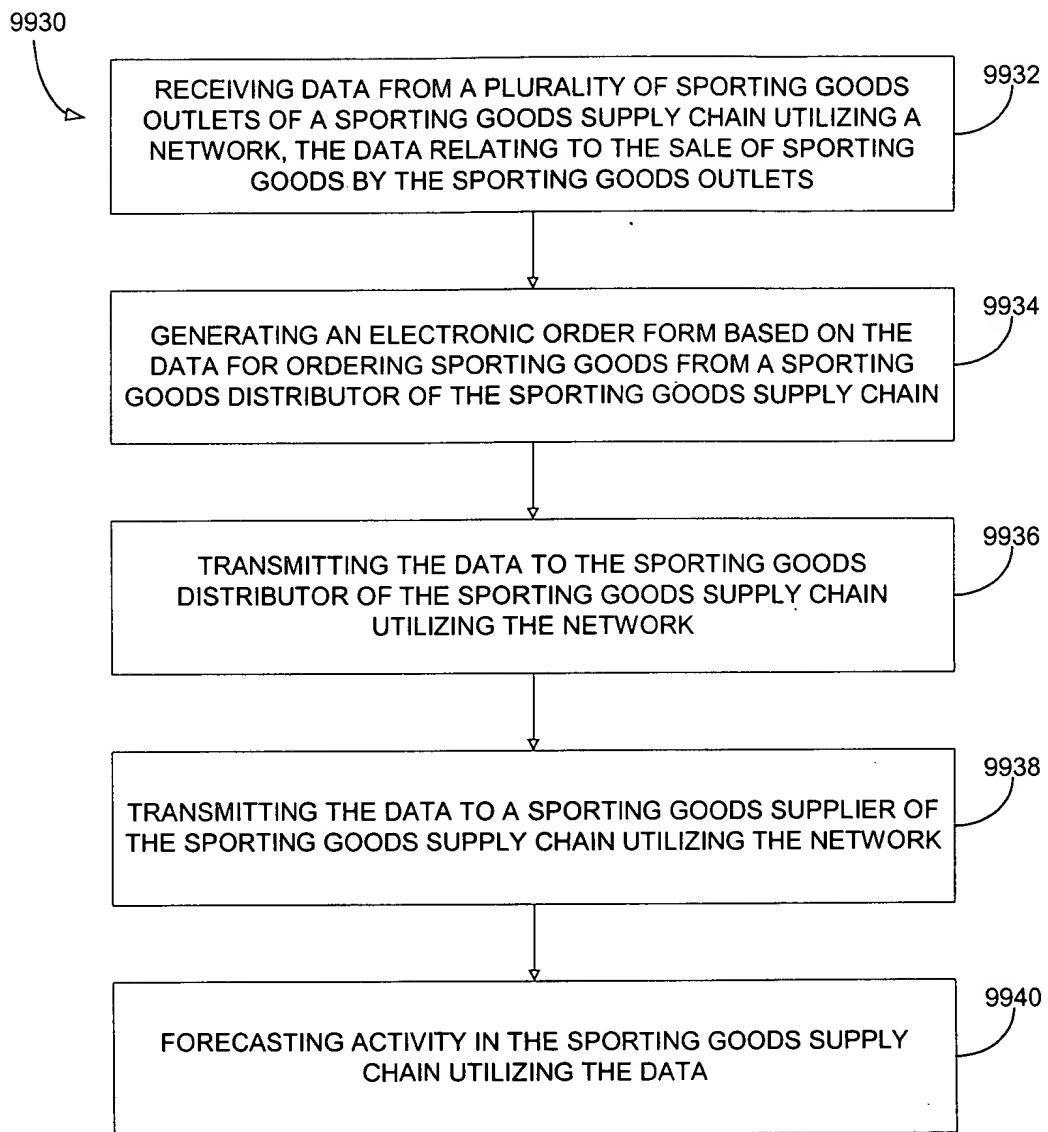 9930
RECEIVING DATA FROM A PLURALITY OF SPORTING GOODS
OUTLETS OF A SPORTING GOODS SUPPLY CHAIN UTILIZING A
NETWORK, THE DATA RELATING TO THE SALE OF SPORTING
GOODS BY THE SPORTING GOODS OUTLETS
9932
GENERATING AN ELECTRONIC ORDER FORM BASED ON THE
DATA FOR ORDERING SPORTING GOODS FROM A SPORTING
GOODS DISTRIBUTOR OF THE SPORTING GOODS SUPPLY CHAIN
9934
TRANSMITTING THE DATA TO THE SPORTING GOODS
DISTRIBUTOR OF THE SPORTING GOODS SUPPLY CHAIN
UTILIZING THE NETWORK
9936
TRANSMITTING THE DATA TO A SPORTING GOODS SUPPLIER OF
THE SPORTING GOODS SUPPLY CHAIN UTILIZING THE NETWORK
9938
FORECASTING ACTIVITY IN THE SPORTING GOODS SUPPLY
CHAIN UTILIZING THE DATA
9940